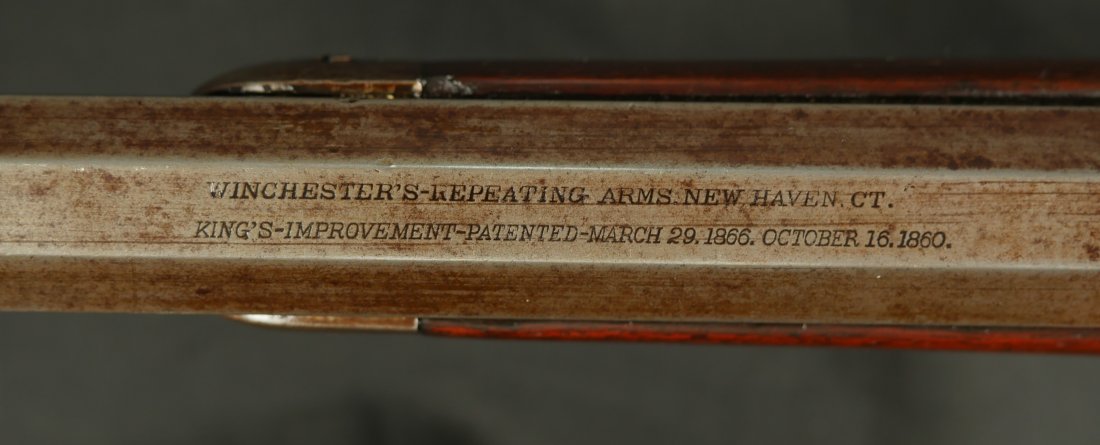 WINCHESTER'S-REPEATING ARMS. NEW HAVEN. CT.
KING'S-IMPROVEMENT-PATENTED-MARCH 29. 1866. OCTOBER 16. 1860.